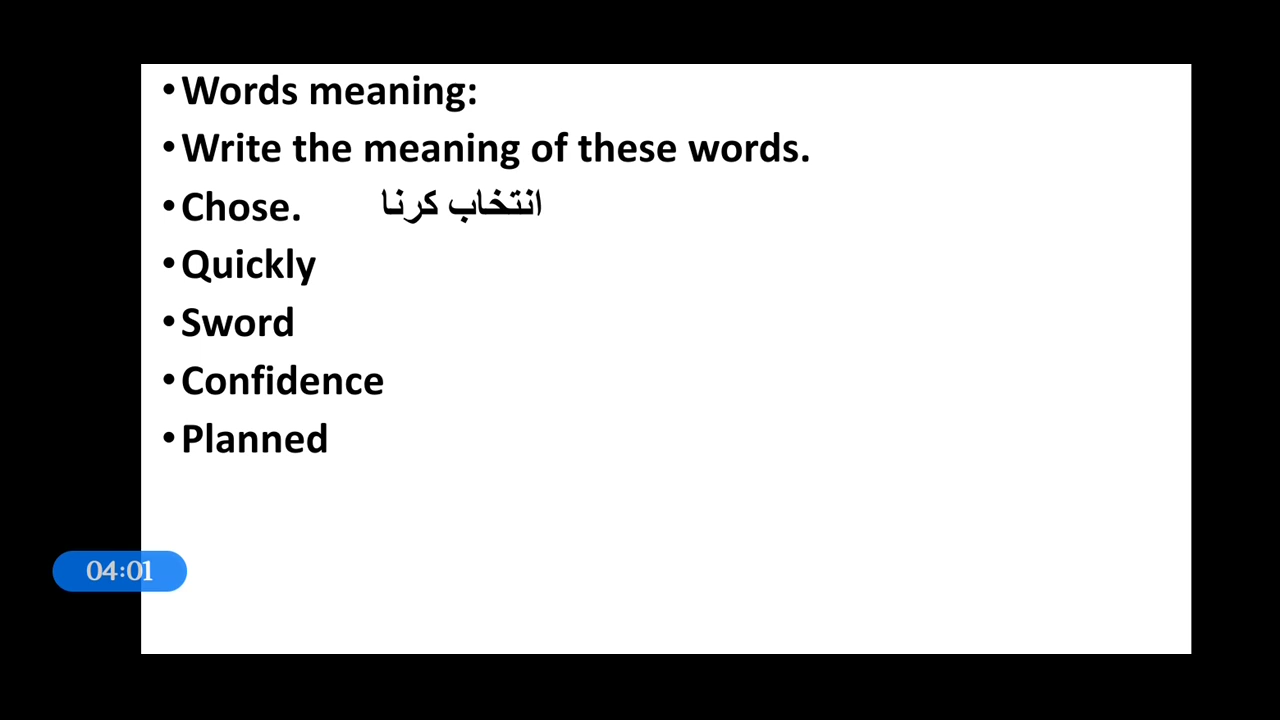 •Words meaning:
•Write the meaning of these words.
•Chose. انتخاب کرنا
•Quickly
•Sword
•Confidence
•Planned
04:01